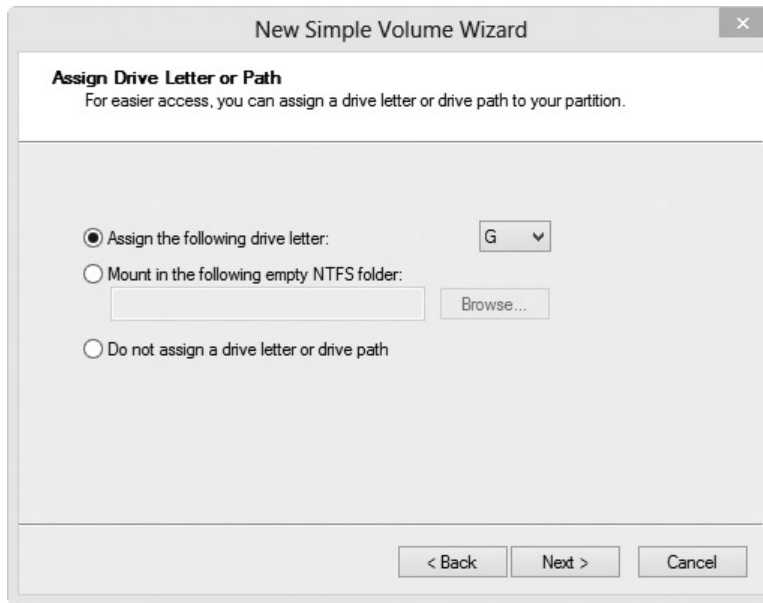 New Simple Volume Wizard
Assign Drive Letter or Path
For easier access, you can assign a drive letter or drive path to your partition.
Assign the following drive letter: G
Mount in the following empty NTFS folder:
Browse...
Do not assign a drive letter or drive path
< Back Next > Cancel